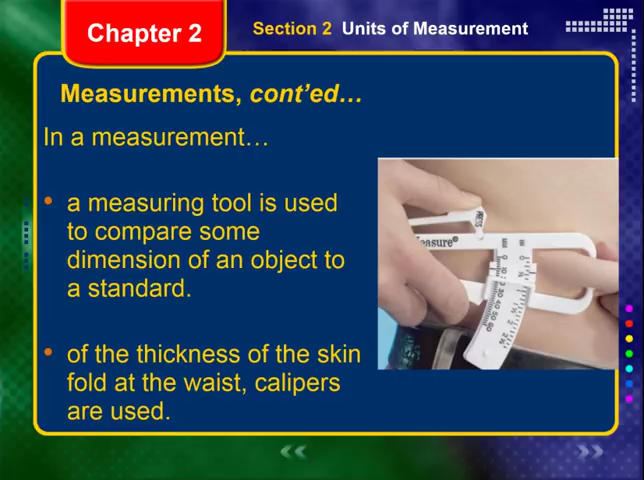 Chapter 2
Section 2 Units of Measurement
Measurements, cont'ed…
In a measurement…
• a measuring tool is used
to compare some
dimension of an object to
a standard.
• of the thickness of the skin
fold at the waist, calipers
are used.
PRESS
easure®